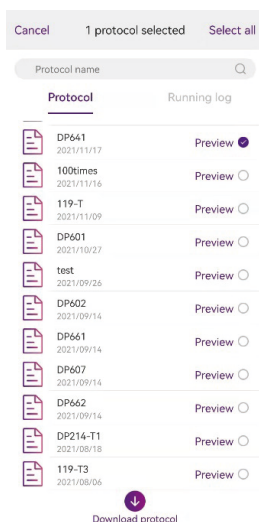 Cancel 1 protocol selected Select all
Protocol name
Protocol Running log
DP641 Preview
2021/11/17
100times Preview
2021/11/16
119-T Preview
2021/11/09
DP601 Preview
2021/10/27
test Preview
2021/09/26
DP602 Preview
2021/09/14
DP661 Preview
2021/09/14
DP607 Preview
2021/09/14
DP662 Preview
2021/09/14
DP214-T1 Preview
2021/08/18
119-T3 Preview
2021/08/06
Download protocol